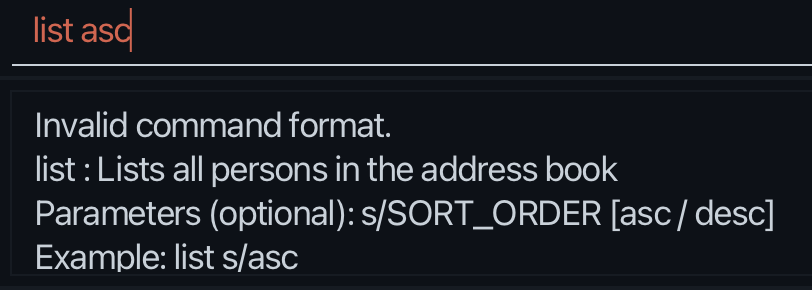 list asc
Invalid command format.
list : Lists all persons in the address book
Parameters (optional): s/SORT_ORDER [asc / desc]
Example: list s/asc